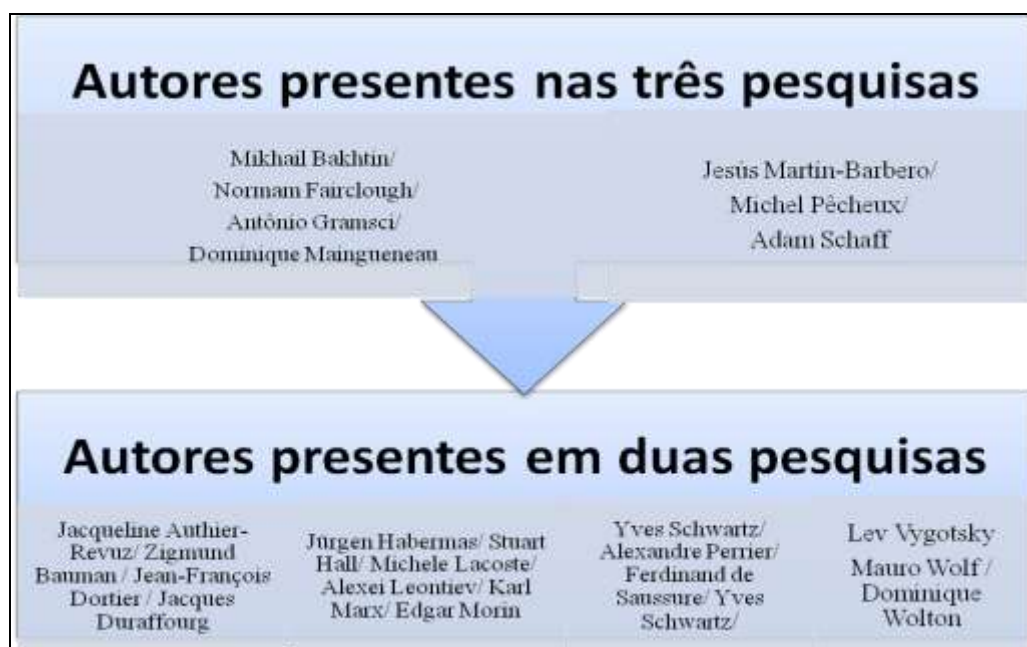 Autores presentes nas três pesquisas
Mikhail Bakhtin/
Normam Fairclough/
Antônio Gramsci/
Dominique Maingueneau
Jesús Martin-Barbero/
Michel Pêcheux/
Adam Schaff
Autores presentes em duas pesquisas
Jacqueline Authier-
Revuz/ Zigmund
Bauman / Jean-François
Dortier / Jacques
Duraffourg
Jürgen Habermas/ Stuart
Hall/ Michele Lacoste/
Alexei Leontiev/ Karl
Marx/ Edgar Morin
Yves Schwartz/
Alexandre Perrier/
Ferdinand de
Saussure/ Yves
Schwartz/
Lev Vygotsky
Mauro Wolf /
Dominique
Wolton